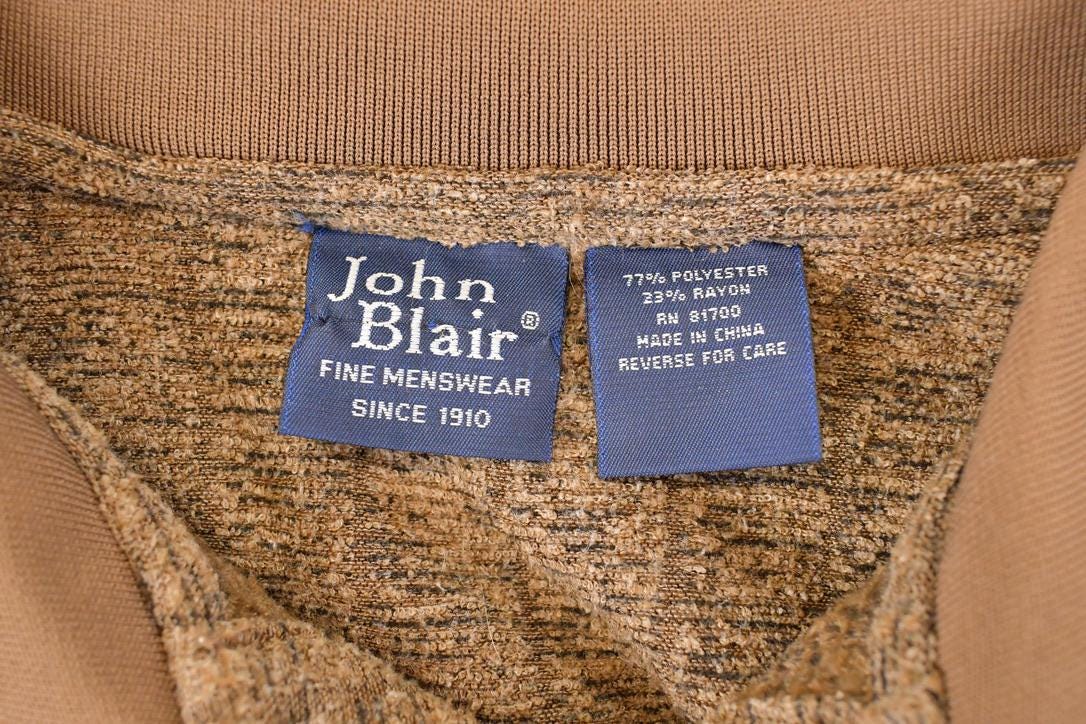 John
Blair®
FINE MENSWEAR
SINCE 1910
77% POLYESTER
23% RAYON
RN 81700
MADE IN CHINA
REVERSE FOR CARE